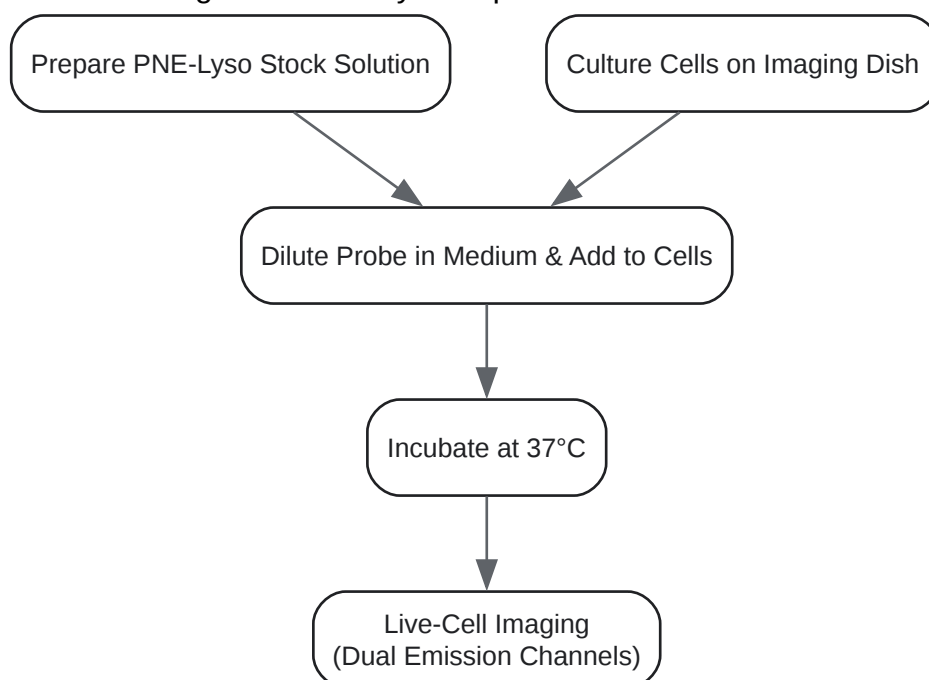 Prepare PNE-Lyso Stock Solution
Culture Cells on Imaging Dish
Dilute Probe in Medium & Add to Cells
Incubate at 37°C
Live-Cell Imaging
(Dual Emission Channels)